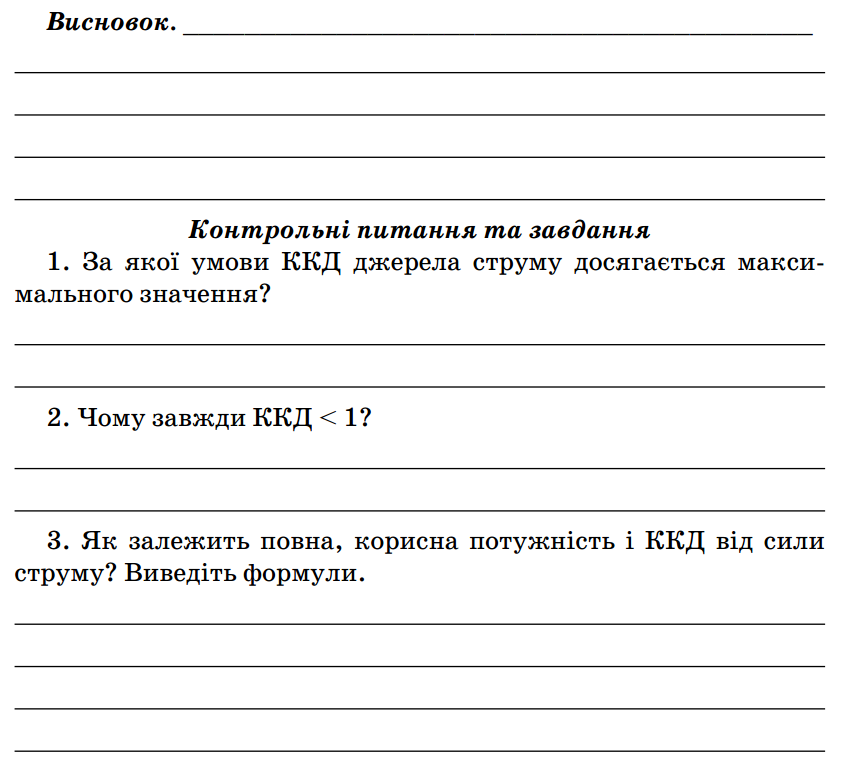 Висновок.
Контрольні питання та завдання
1. За якої умови ККД джерела струму досягається макси-
мального значення?
2. Чому завжди ККД < 1?
3. Як залежить повна, корисна потужність і ККД від сили
струму? Виведіть формули.